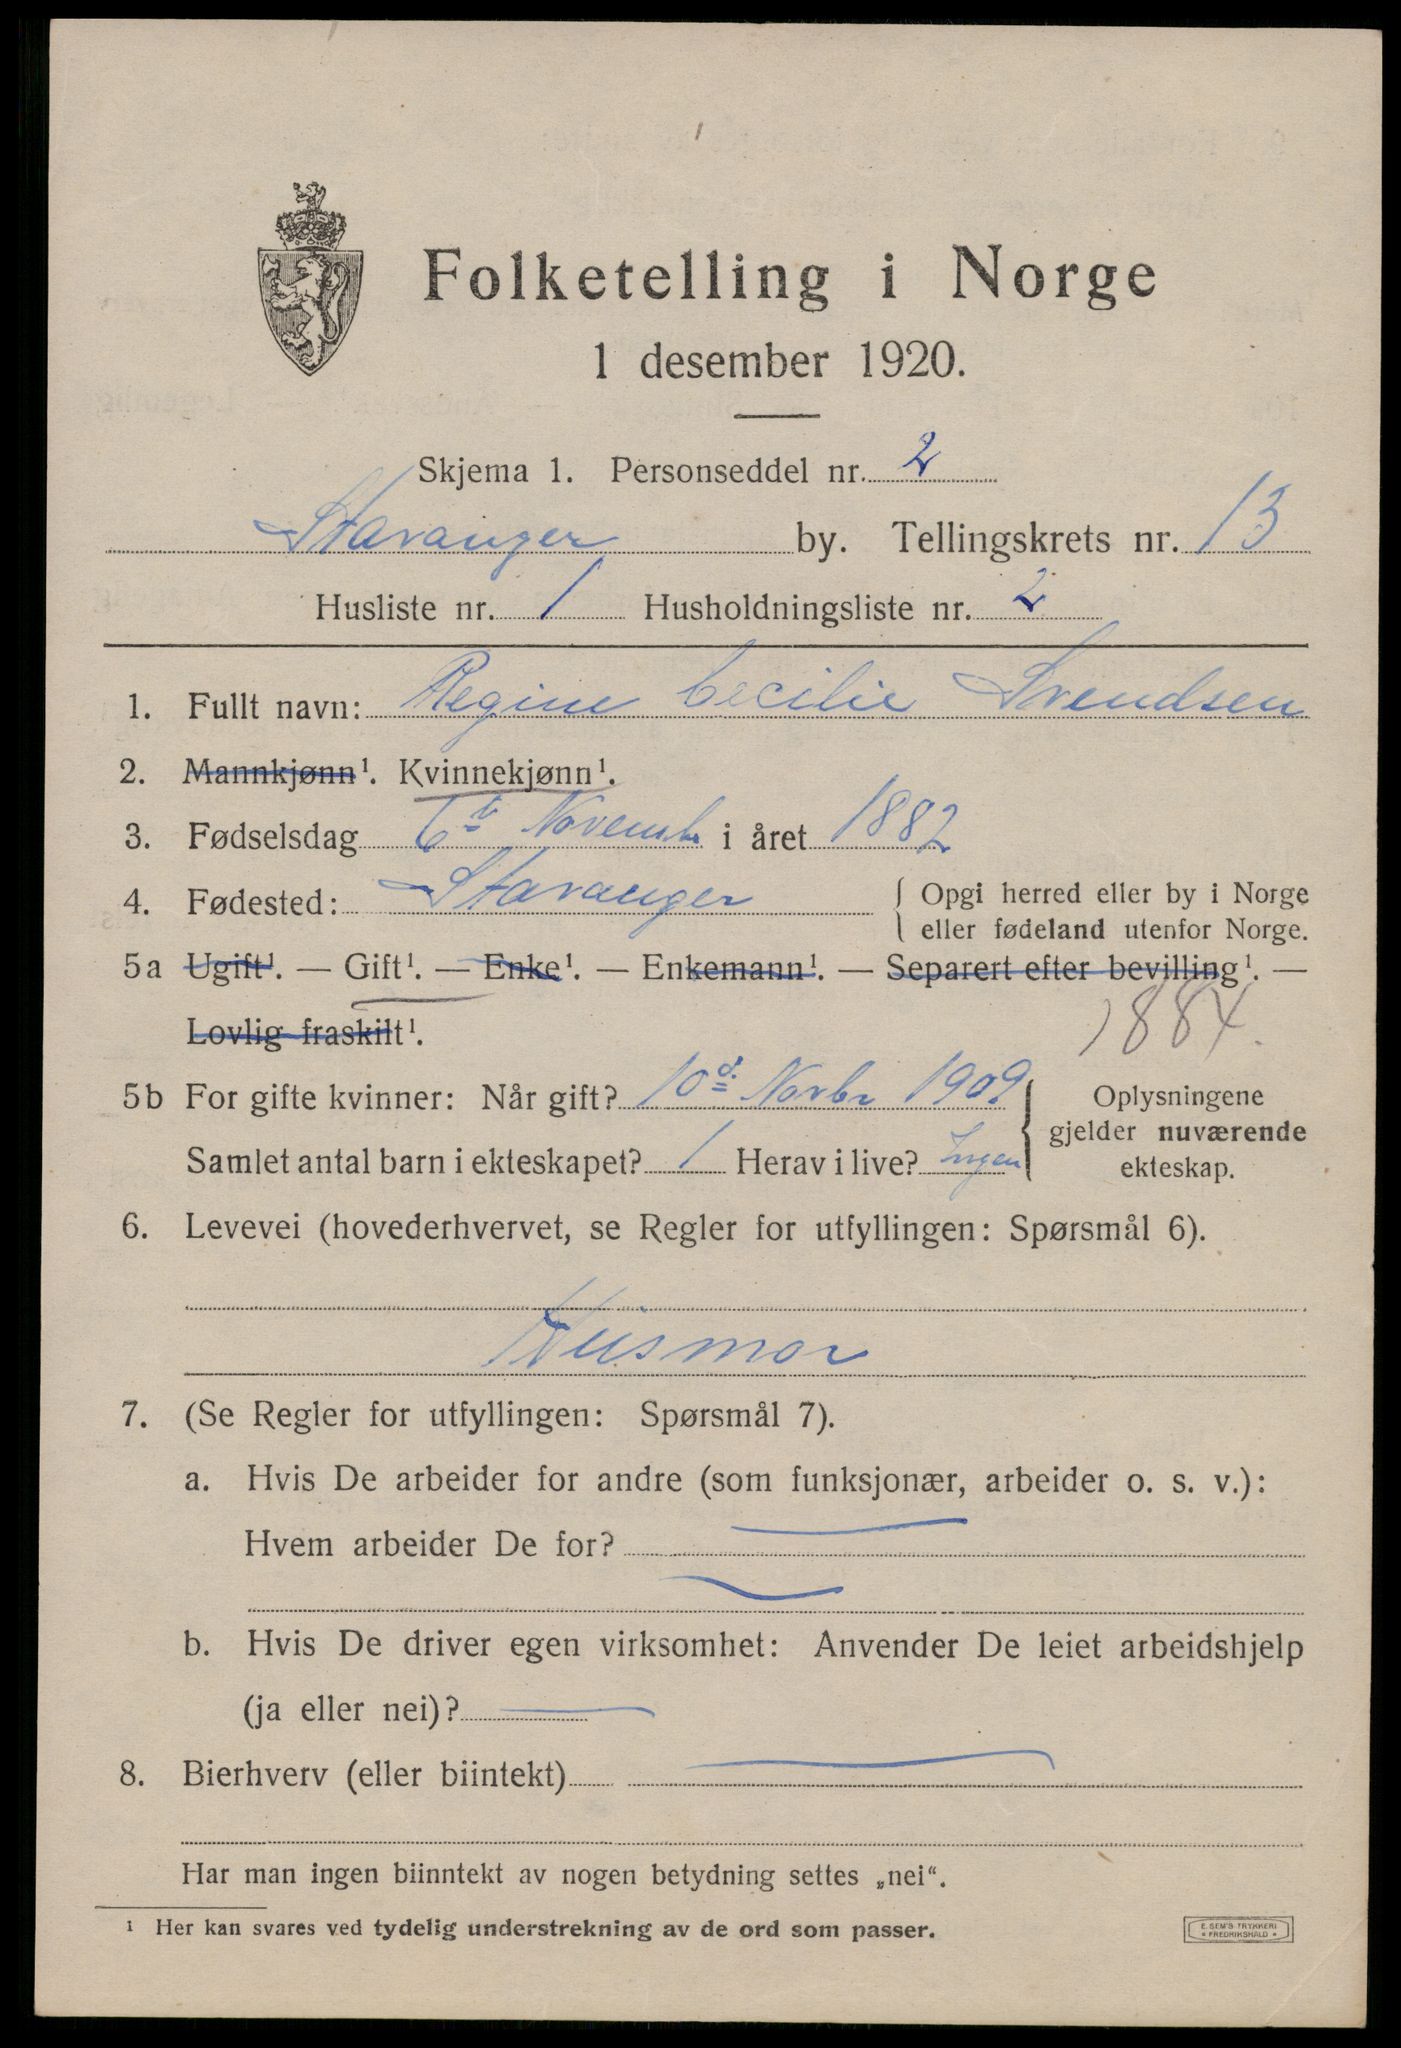 Folketelling i Norge
1 desember 1920.
Skjema 1. Personseddel nr. 2
Stavanger by. Tellingskrets nr. 13
Husliste nr. 1 Husholdningsliste nr. 2
1. Fullt navn: Regine Cecilie Svendsen
2. Mannkjønn¹. Kvinnekjønn¹.
3. Fødselsdag 6te Novemb i året 1882
4. Fødested: Stavanger { Opgi herred eller by i Norge
eller fødeland utenfor Norge.
5a Ugift¹. — Gift¹. — Enke¹. — Enkemann¹. — Separert efter bevilling¹. —
Lovlig fraskilt¹.
1884.
5b For gifte kvinner: Når gift? 10d. Novbr 1909
Samlet antal barn i ekteskapet? 1 Herav i live? Ingen
} Oplysningene
gjelder nuværende
ekteskap.
6. Levevei (hovederhvervet, se Regler for utfyllingen: Spørsmål 6).
Husmor
7. (Se Regler for utfyllingen: Spørsmål 7).
a. Hvis De arbeider for andre (som funksjonær, arbeider o. s. v.):
Hvem arbeider De for?
b. Hvis De driver egen virksomhet: Anvender De leiet arbeidshjelp
(ja eller nei)?
8. Bierhverv (eller biintekt)
Har man ingen biinntekt av nogen betydning settes „nei“.
¹ Her kan svares ved tydelig understrekning av de ord som passer.
E. SEM'S TRYKKERI
* FREDRIKSHALD *